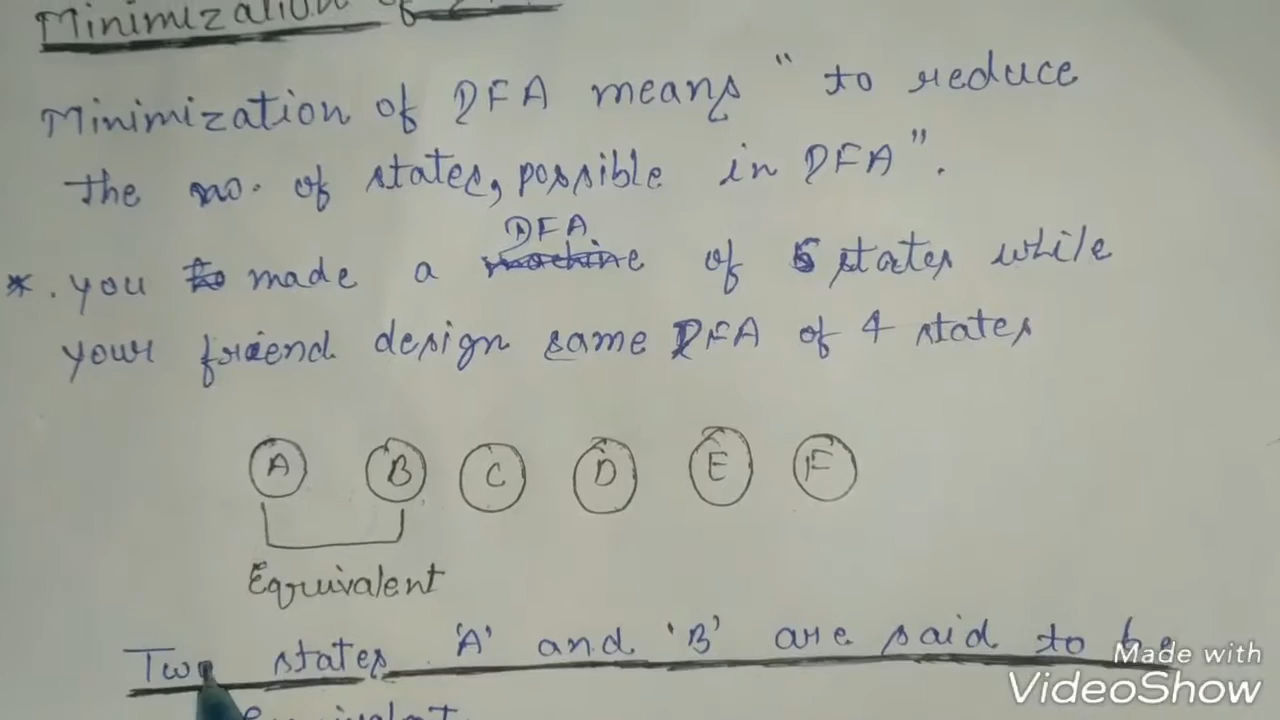 Minimization of
Minimization of DFA means " to reduce
the no. of states, possible in DFA ".
DFA
*. you made a machine of 5 states while
your friend design same DFA of 4 states
A B C D E F
Equivalent
Two states 'A' and 'B' are said to be
equivalent
Made with
VideoShow